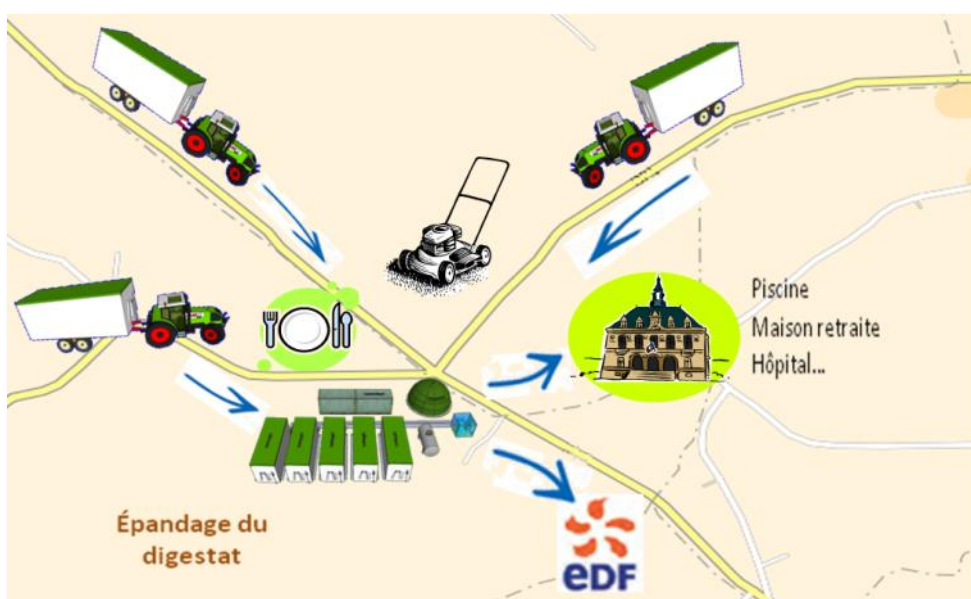 Piscine
Maison retraite
Hôpital...
Épandage du
digestat
eDF